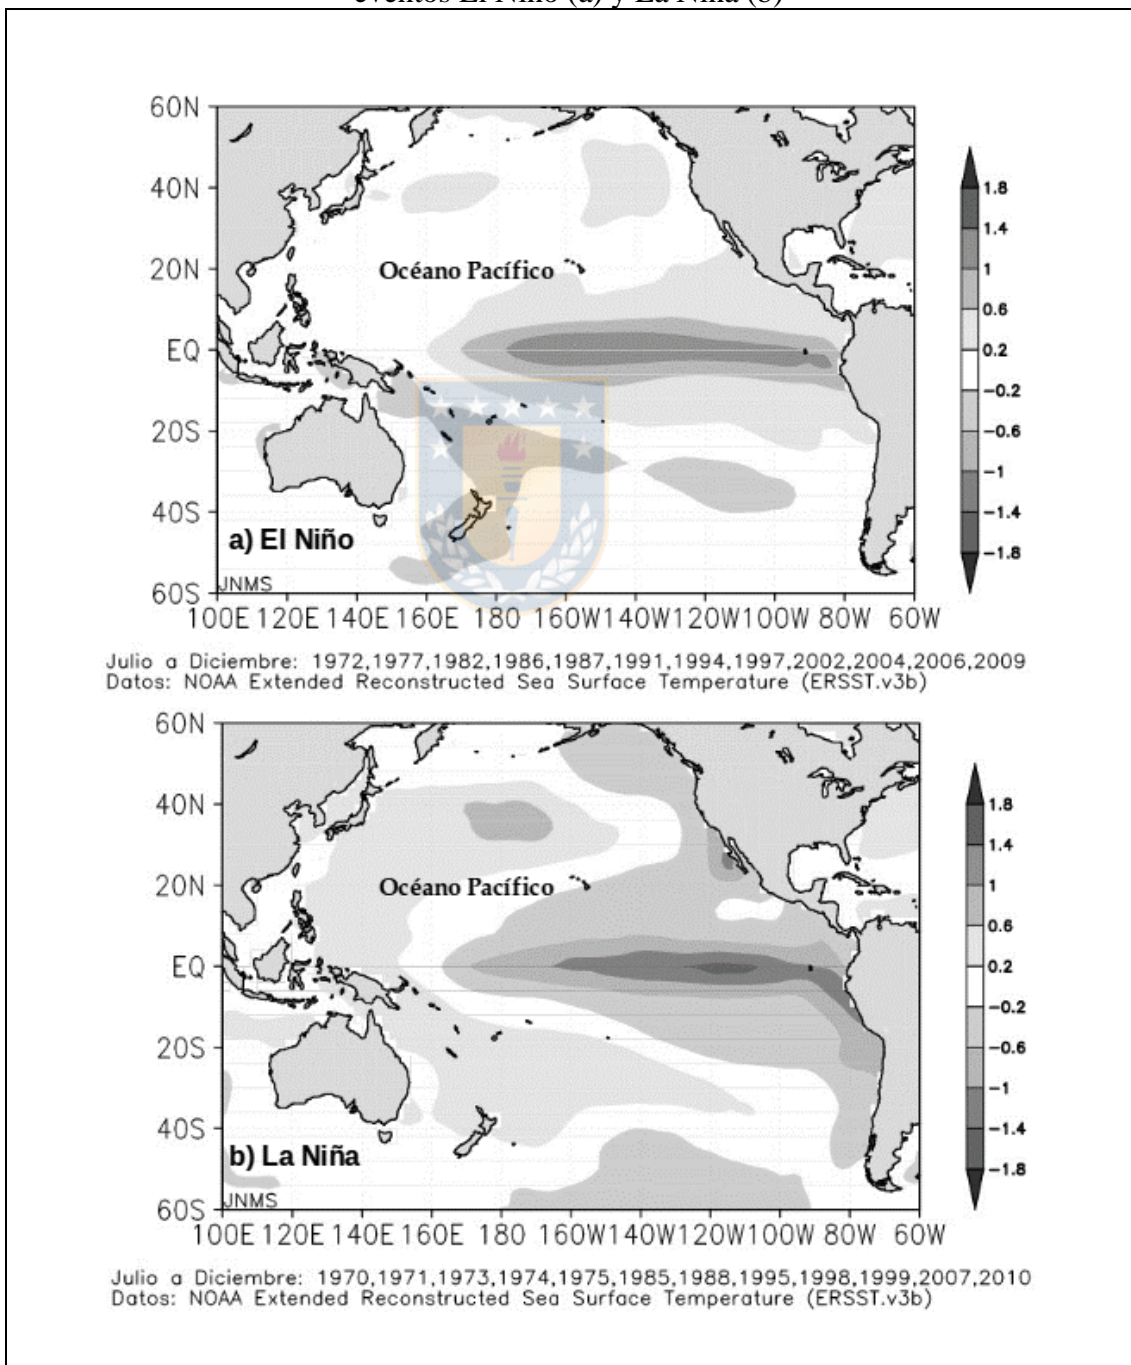 eventos El Niño (a) y La Niña (b)
60N
40N
20N
EQ
20S
40S
60S
Océano Pacífico
a) El Niño
JNMS
100E 120E 140E 160E 180 160W 140W 120W 100W 80W 60W
1.8
1.4
1
0.6
0.2
−0.2
−0.6
−1
−1.4
−1.8
Julio a Diciembre: 1972,1977,1982,1986,1987,1991,1994,1997,2002,2004,2006,2009
Datos: NOAA Extended Reconstructed Sea Surface Temperature (ERSST.v3b)
60N
40N
20N
EQ
20S
40S
60S
Océano Pacífico
b) La Niña
JNMS
100E 120E 140E 160E 180 160W 140W 120W 100W 80W 60W
1.8
1.4
1
0.6
0.2
−0.2
−0.6
−1
−1.4
−1.8
Julio a Diciembre: 1970,1971,1973,1974,1975,1985,1988,1995,1998,1999,2007,2010
Datos: NOAA Extended Reconstructed Sea Surface Temperature (ERSST.v3b)